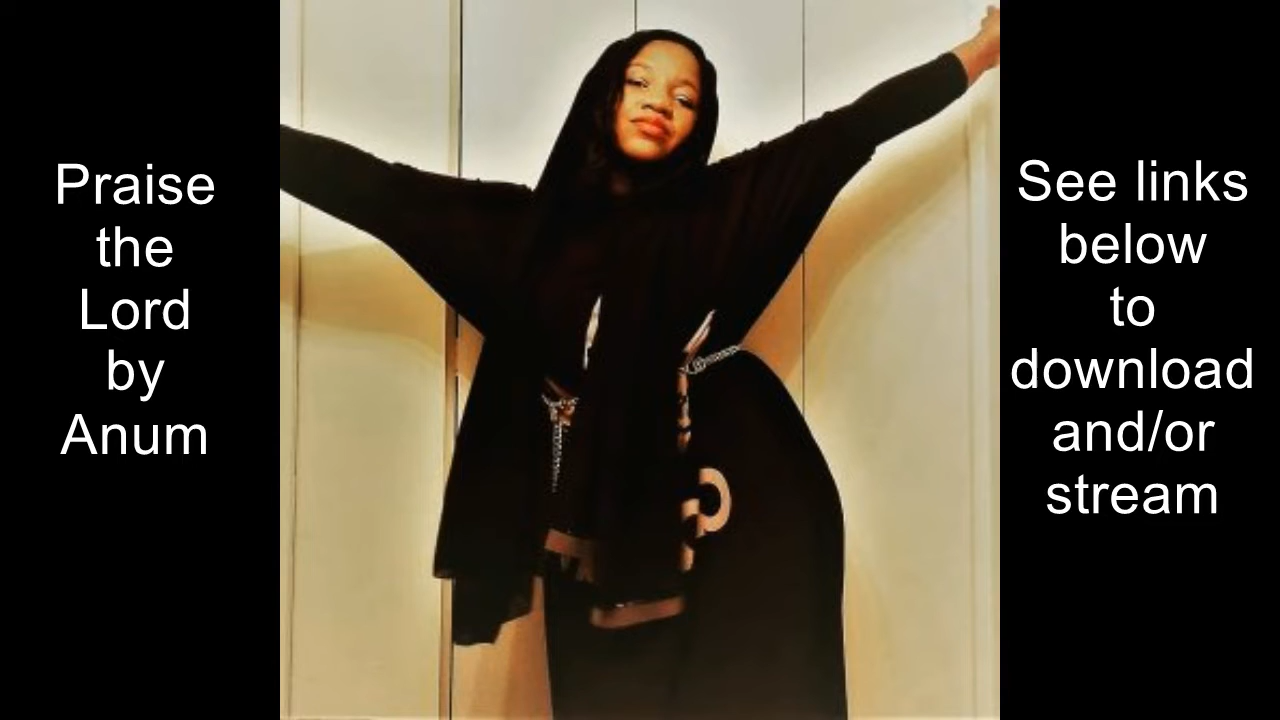 Praise
the
Lord
by
Anum
See links
below
to
download
and/or
stream